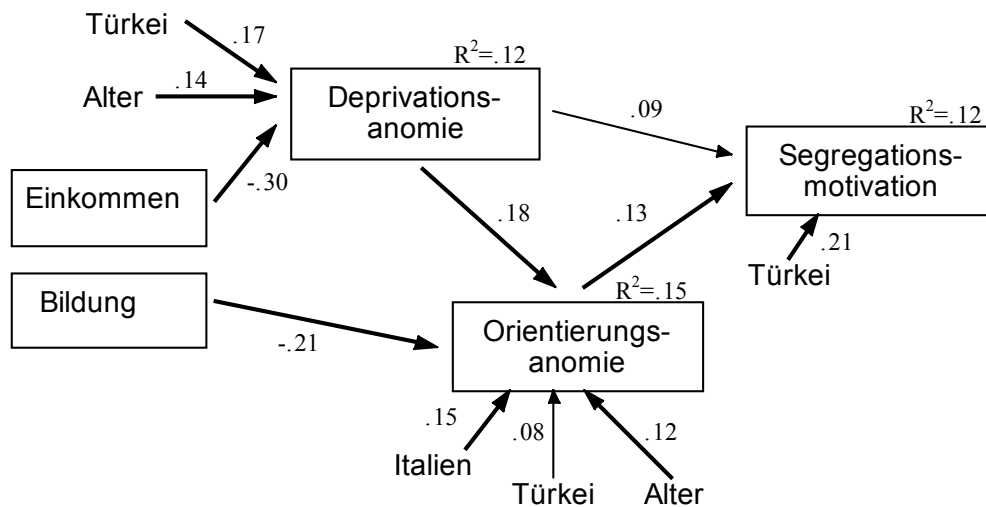 Türkei
.17
R²=.12
Alter
.14
Deprivations-
anomie
.09
R²=.12
Segregations-
motivation
-.30
Einkommen
.18
.13
.21
Türkei
Bildung
R²=.15
-.21
Orientierungs-
anomie
.15
.08
.12
Italien
Türkei
Alter